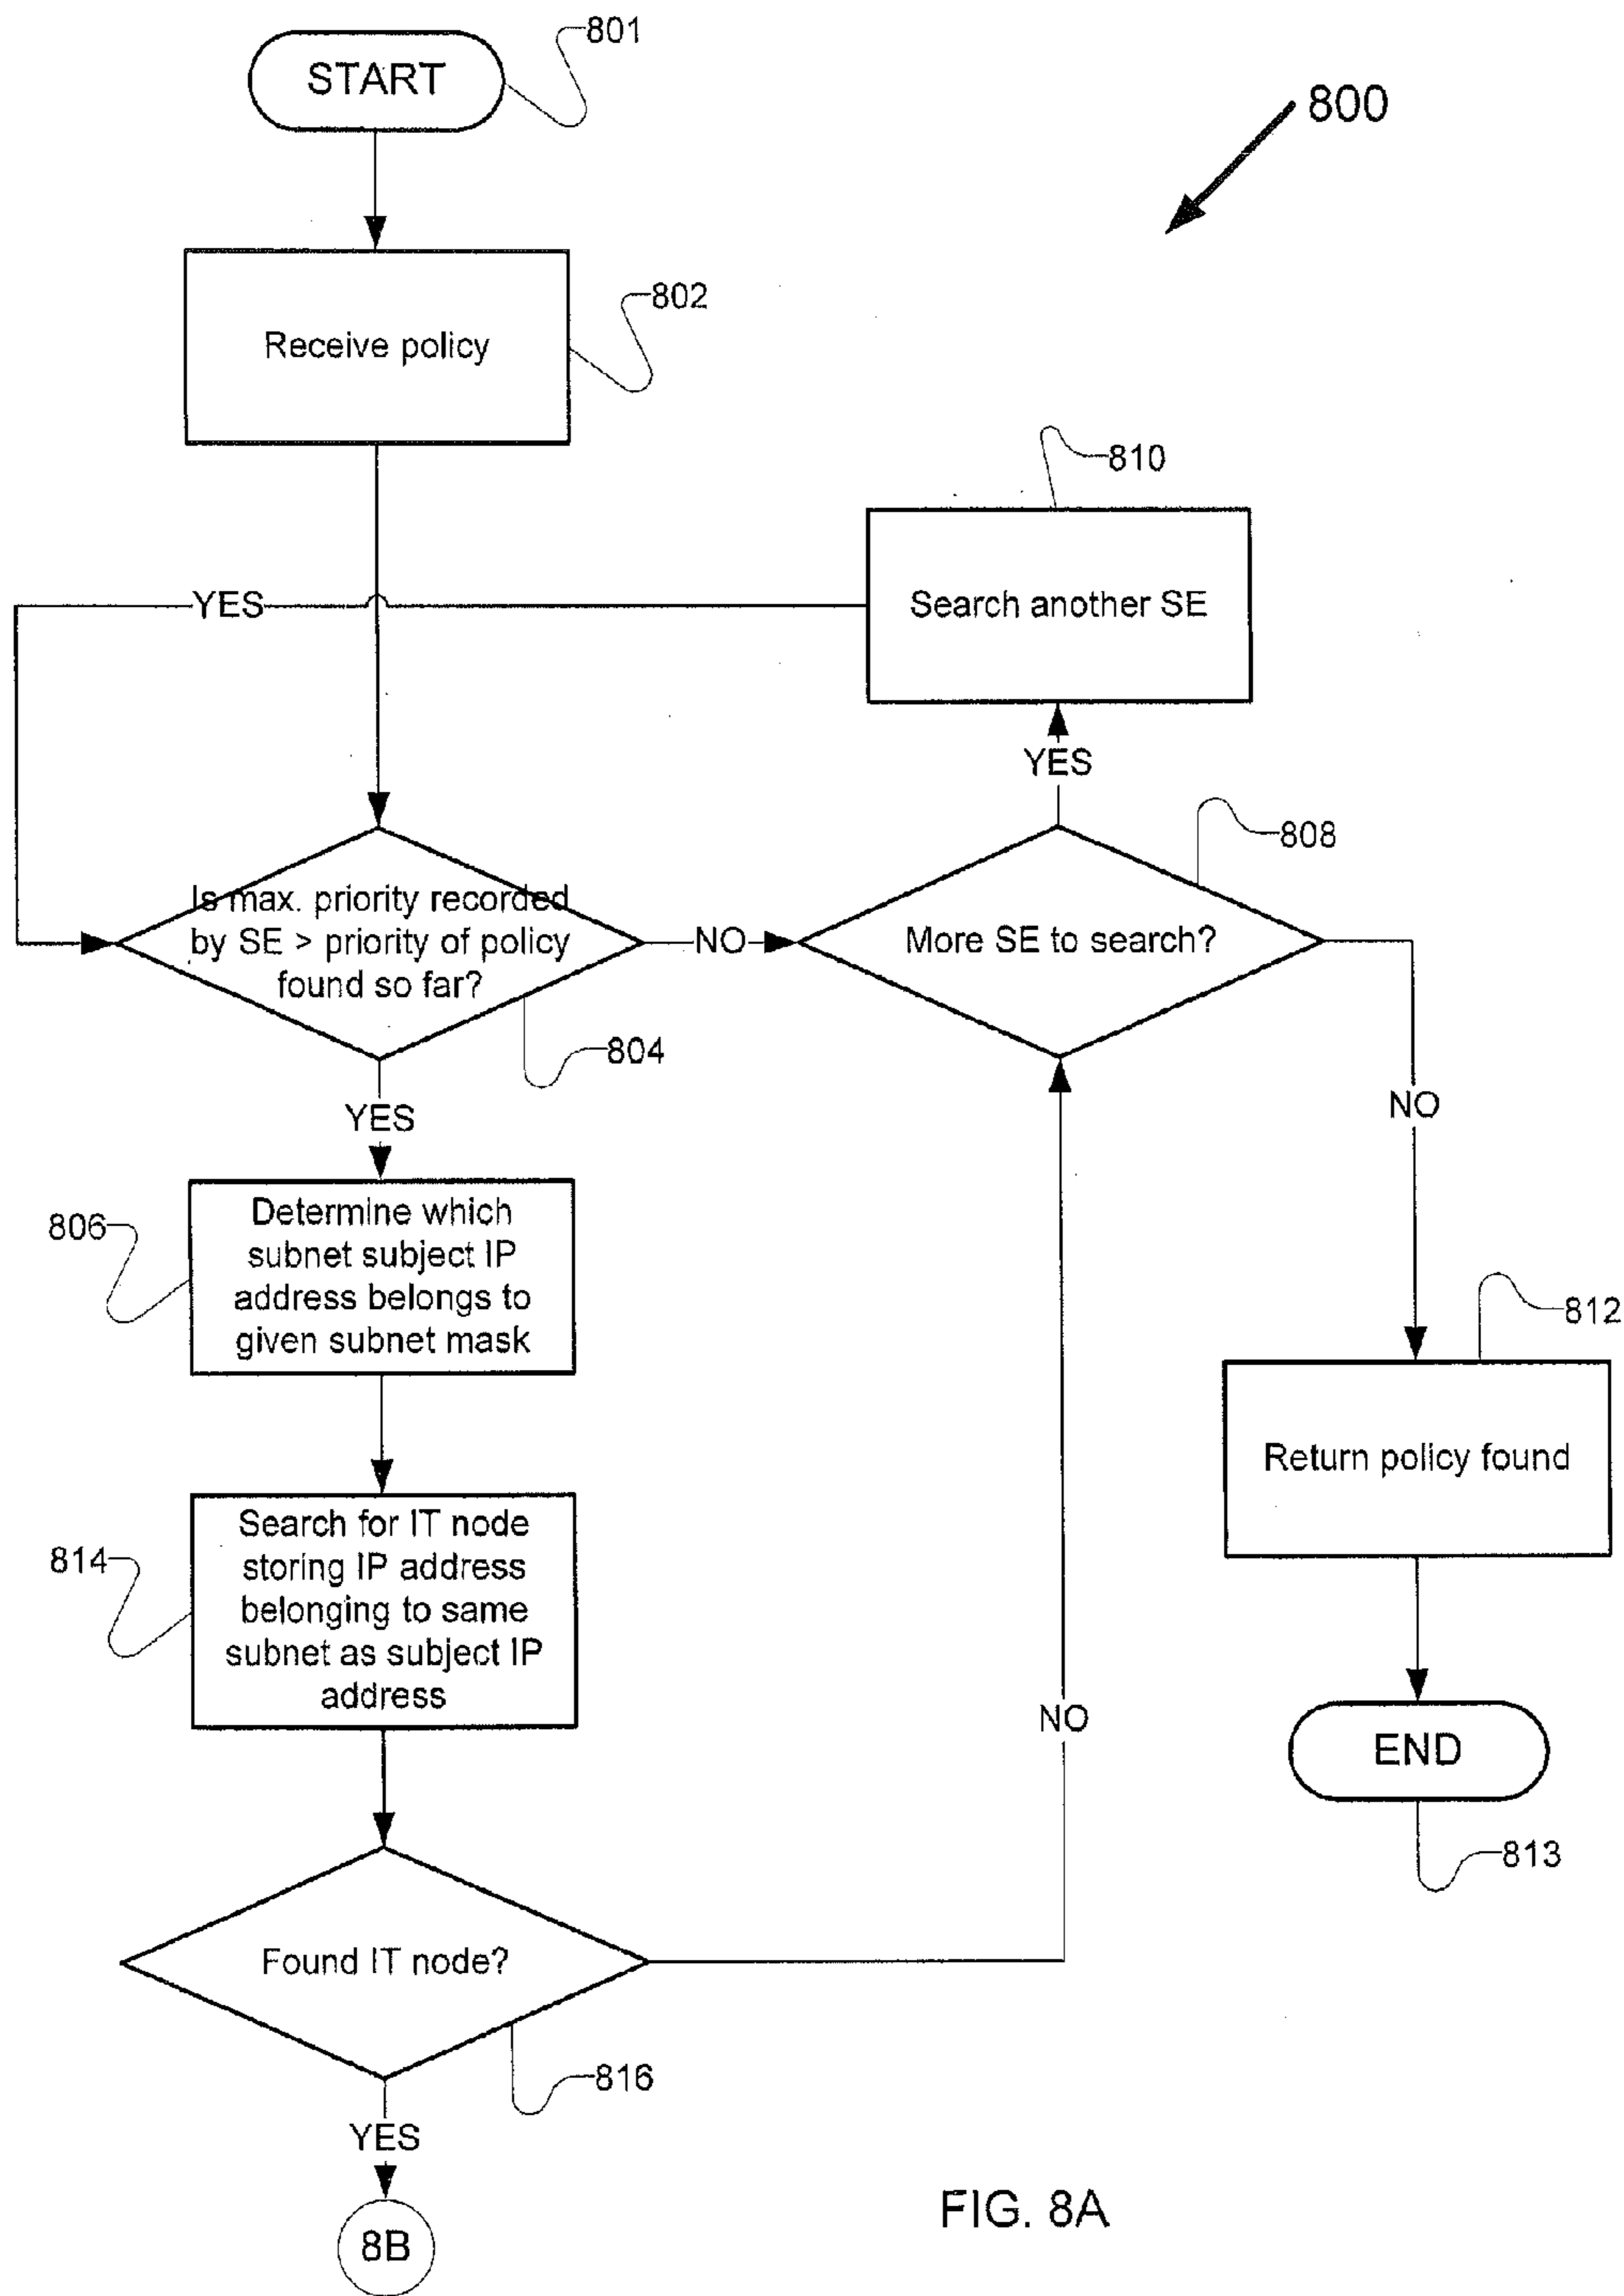 START
801
800
Receive policy
802
810
Search another SE
YES
YES
808
Is max. priority recorded
by SE > priority of policy
found so far?
NO
More SE to search?
804
YES
NO
806
Determine which
subnet subject IP
address belongs to
given subnet mask
812
Return policy found
814
Search for IT node
storing IP address
belonging to same
subnet as subject IP
address
NO
END
813
Found IT node?
816
YES
8B
FIG. 8A